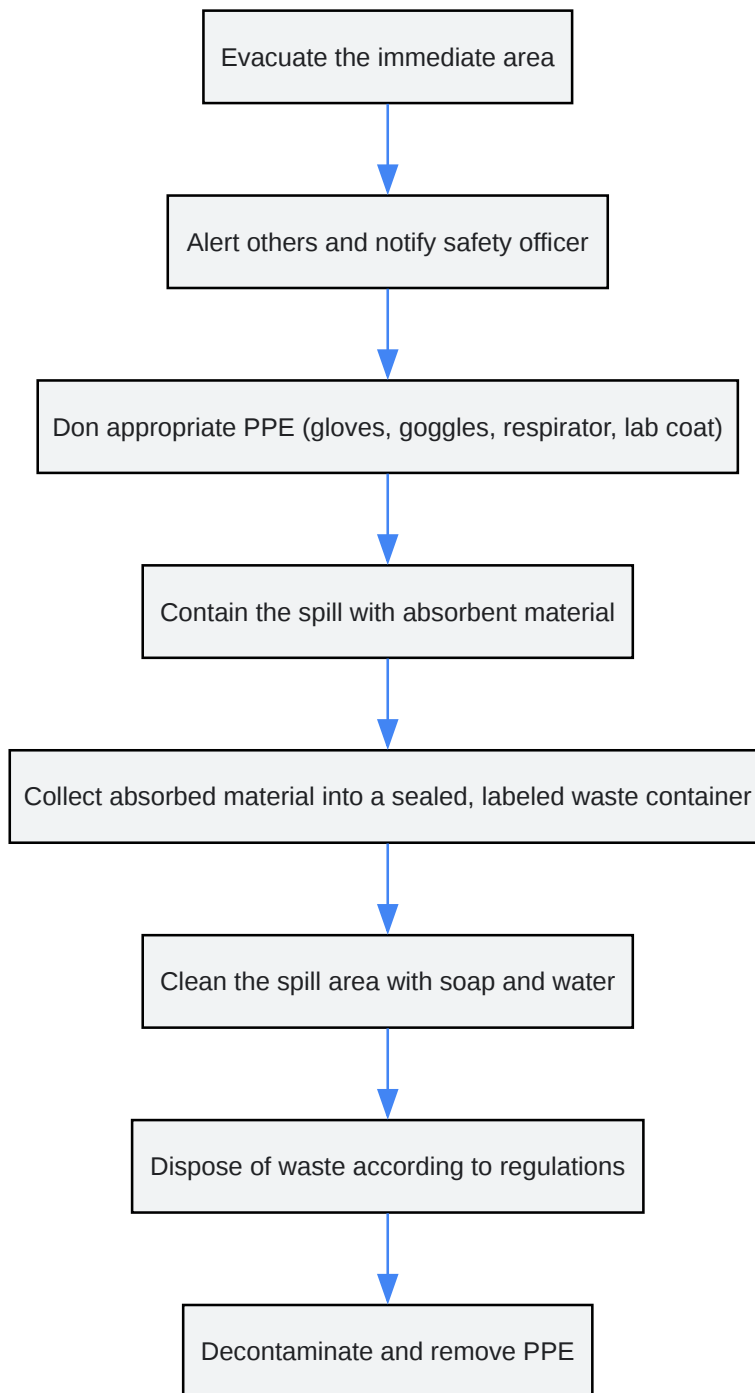 Evacuate the immediate area
Alert others and notify safety officer
Don appropriate PPE (gloves, goggles, respirator, lab coat)
Contain the spill with absorbent material
Collect absorbed material into a sealed, labeled waste container
Clean the spill area with soap and water
Dispose of waste according to regulations
Decontaminate and remove PPE